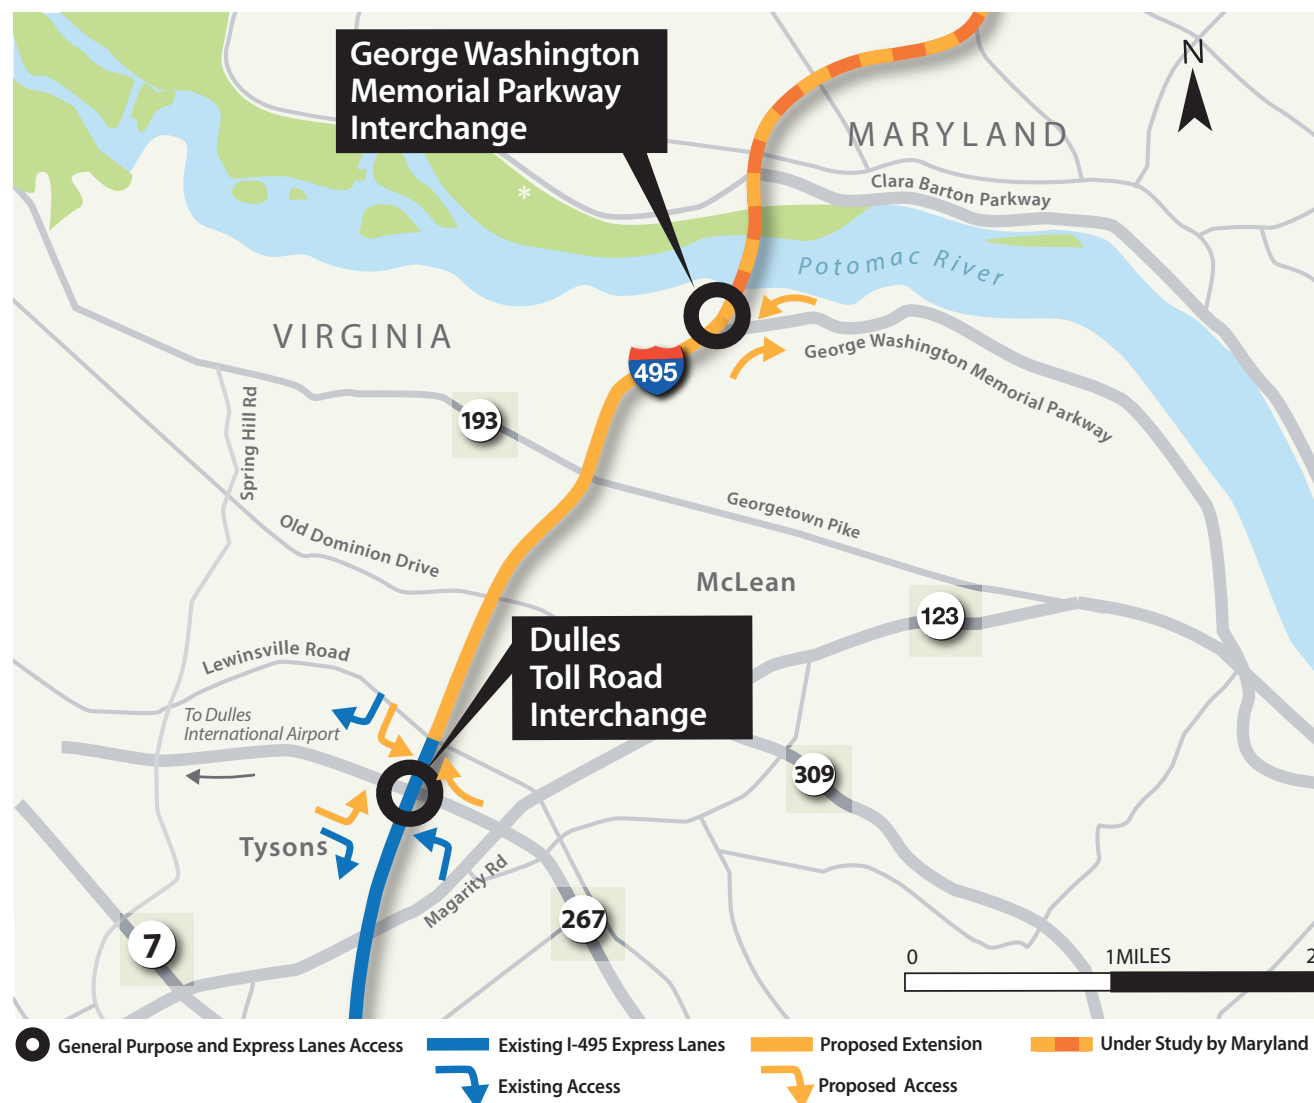 George Washington
Memorial Parkway
Interchange
N
MARYLAND
Clara Barton Parkway
*
Potomac River
VIRGINIA
George Washington Memorial Parkway
495
Spring Hill Rd
193
Georgetown Pike
Old Dominion Drive
McLean
123
Dulles
Toll Road
Interchange
Lewinsville Road
To Dulles
International Airport
309
Tysons
Magarity Rd
267
7
0 1 MILES 2
General Purpose and Express Lanes Access
Existing I-495 Express Lanes
Proposed Extension
Under Study by Maryland
Existing Access
Proposed Access